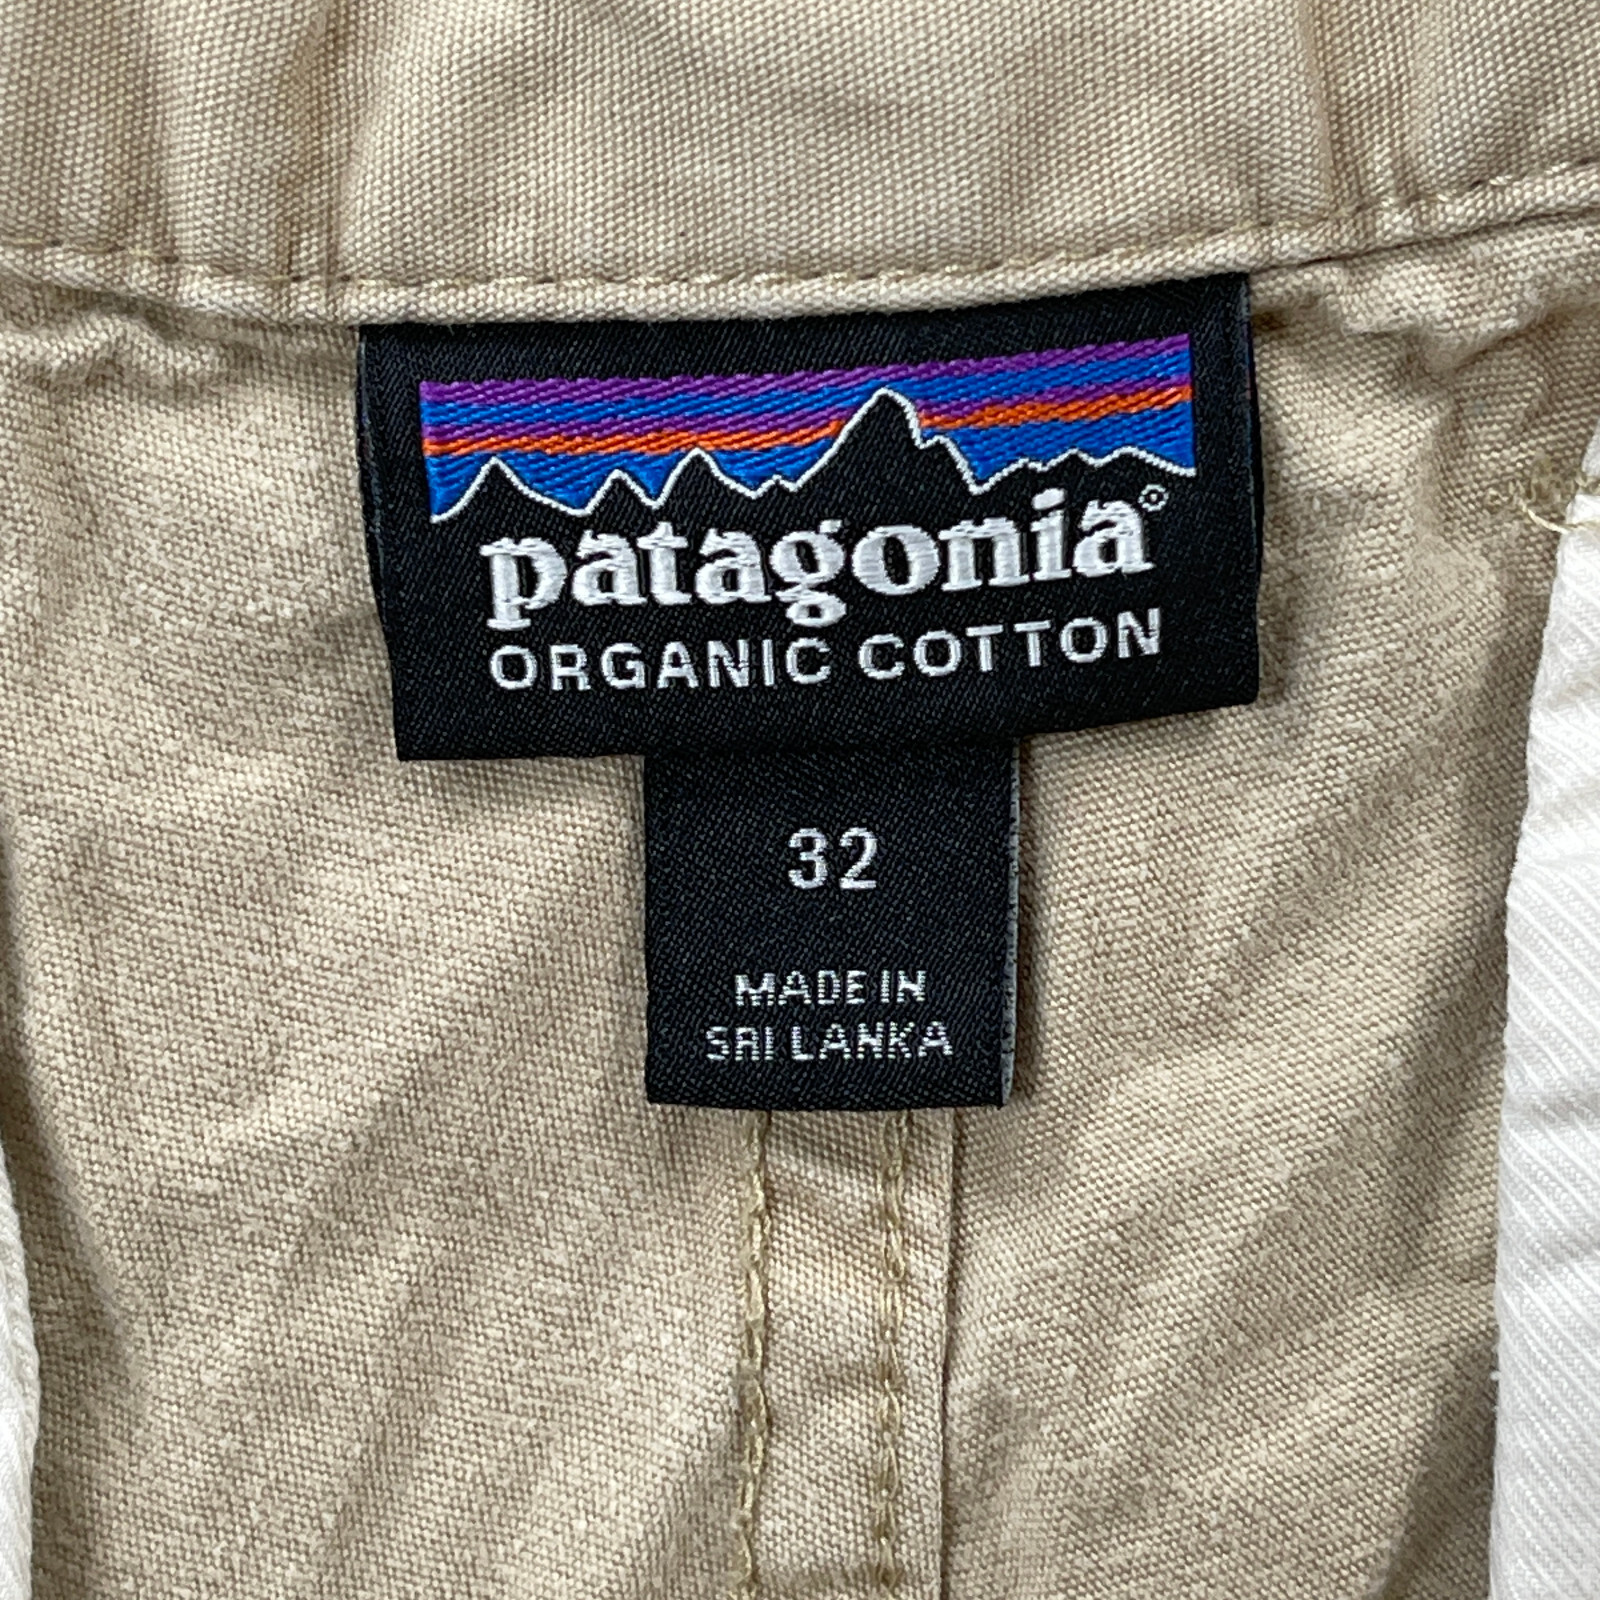 patagonia®
ORGANIC COTTON
32
MADE IN
SRI LANKA